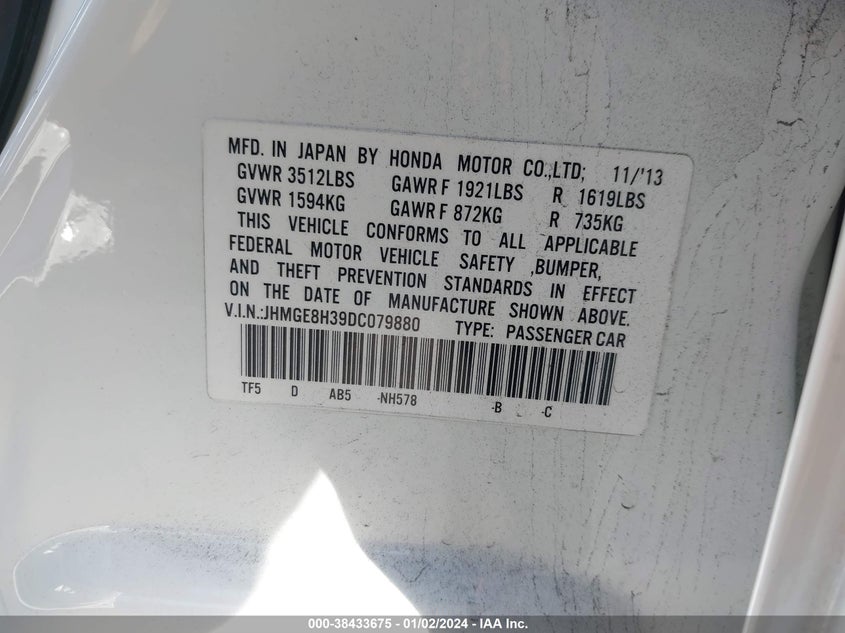 MFD. IN JAPAN BY HONDA MOTOR CO.,LTD; 11/'13
GVWR 3512LBS GAWR F 1921LBS R 1619LBS
GVWR 1594KG GAWR F 872KG R 735KG
THIS VEHICLE CONFORMS TO ALL APPLICABLE
FEDERAL MOTOR VEHICLE SAFETY ,BUMPER,
AND THEFT PREVENTION STANDARDS IN EFFECT
ON THE DATE OF MANUFACTURE SHOWN ABOVE.
V.I.N.:JHMGE8H39DC079880 TYPE: PASSENGER CAR
TF5 D AB5 -NH578 -B -C
000-38433675 - 01/02/2024 - IAA Inc.